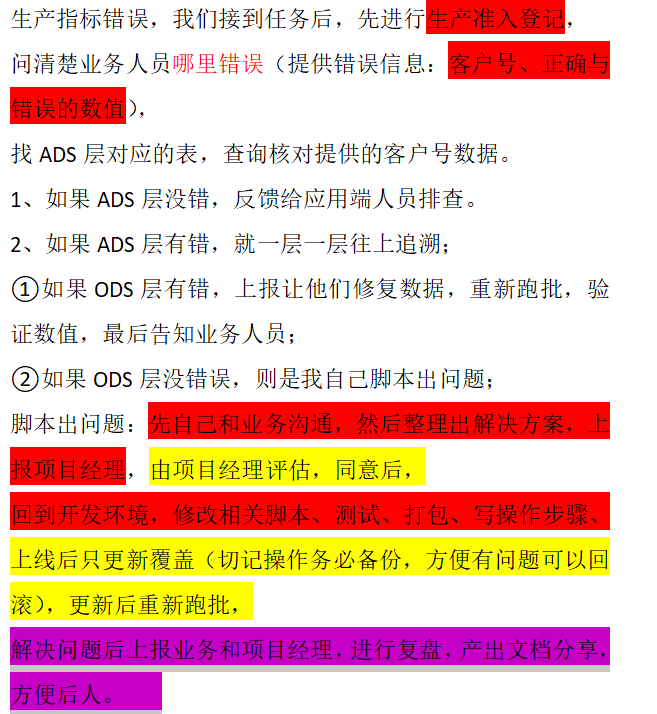 生产指标错误，我们接到任务后，先进行生产准入登记，
问清楚业务人员哪里错误（提供错误信息：客户号、正确与
错误的数值），
找 ADS 层对应的表，查询核对提供的客户号数据。
1、如果 ADS 层没错，反馈给应用端人员排查。
2、如果 ADS 层有错，就一层一层往上追溯；
①如果 ODS 层有错，上报让他们修复数据，重新跑批，验
证数值，最后告知业务人员；
②如果 ODS 层没错误，则是我自己脚本出问题；
脚本出问题：先自己和业务沟通，然后整理出解决方案，上
报项目经理，由项目经理评估，同意后，
回到开发环境，修改相关脚本、测试、打包、写操作步骤、
上线后只更新覆盖（切记操作务必备份，方便有问题可以回
滚），更新后重新跑批，
解决问题后上报业务和项目经理，进行复盘，产出文档分享，
方便后人。